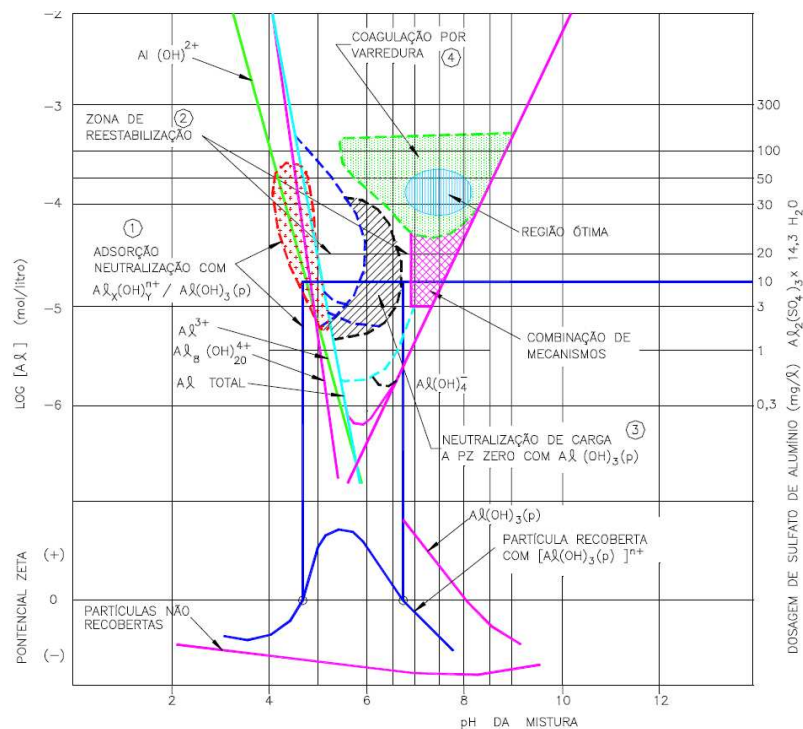 -2
Al (OH)²⁺
COAGULAÇÃO POR
VARREDURA
4
-3
300
ZONA DE
2
REESTABILIZAÇÃO
100
50
-4
30
REGIÃO ÓTIMA
1
ADSORÇÃO
NEUTRALIZAÇÃO COM
Aℓx(OH)Yⁿ⁺/ Aℓ(OH)₃(p)
20
10
-5
3
Aℓ³⁺
Aℓ₈ (OH)₂₀⁴⁺
Aℓ TOTAL
COMBINAÇÃO DE
MECANISMOS
1
Aℓ(OH)₄⁻
-6
0,3
NEUTRALIZAÇÃO DE CARGA
3
A PZ ZERO COM Aℓ (OH)₃(p)
LOG [Aℓ] (mol/litro)
DOSAGEM DE SULFATO DE ALUMÍNIO (mg/ℓ) Aℓ₂(SO₄)₃x 14,3 H₂O
Aℓ(OH)₃(p)
PARTÍCULA RECOBERTA
COM [Aℓ(OH)₃(p) ]ⁿ⁺
(+)
0
PARTÍCULAS NÃO
RECOBERTAS
(-)
PONTENCIAL ZETA
2
4
6
8
10
12
pH DA MISTURA